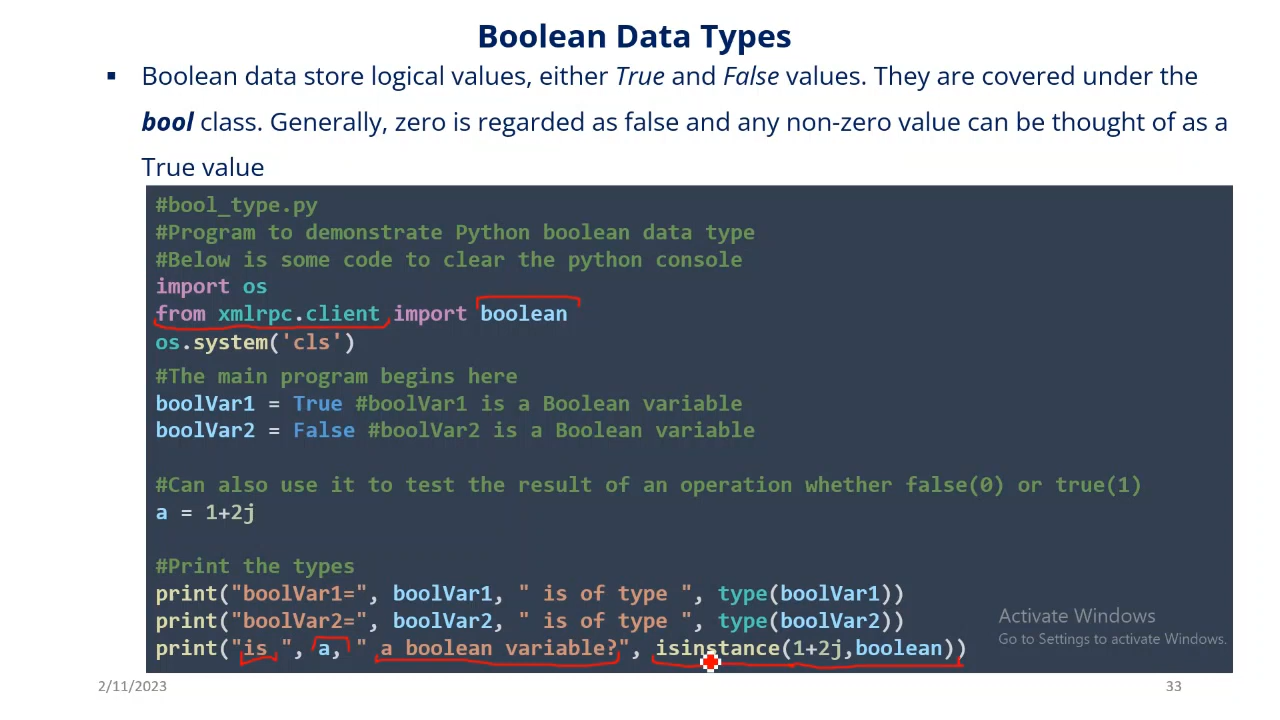 Boolean Data Types
▪ Boolean data store logical values, either True and False values. They are covered under the
bool class. Generally, zero is regarded as false and any non-zero value can be thought of as a
True value
#bool_type.py
#Program to demonstrate Python boolean data type
#Below is some code to clear the python console
import os
from xmlrpc.client import boolean
os.system('cls')
#The main program begins here
boolVar1 = True #boolVar1 is a Boolean variable
boolVar2 = False #boolVar2 is a Boolean variable
#Can also use it to test the result of an operation whether false(0) or true(1)
a = 1+2j
#Print the types
print("boolVar1=", boolVar1, " is of type ", type(boolVar1))
print("boolVar2=", boolVar2, " is of type ", type(boolVar2))
print("is ", a, " a boolean variable?", isinstance(1+2j,boolean))
Activate Windows
Go to Settings to activate Windows.
2/11/2023
33